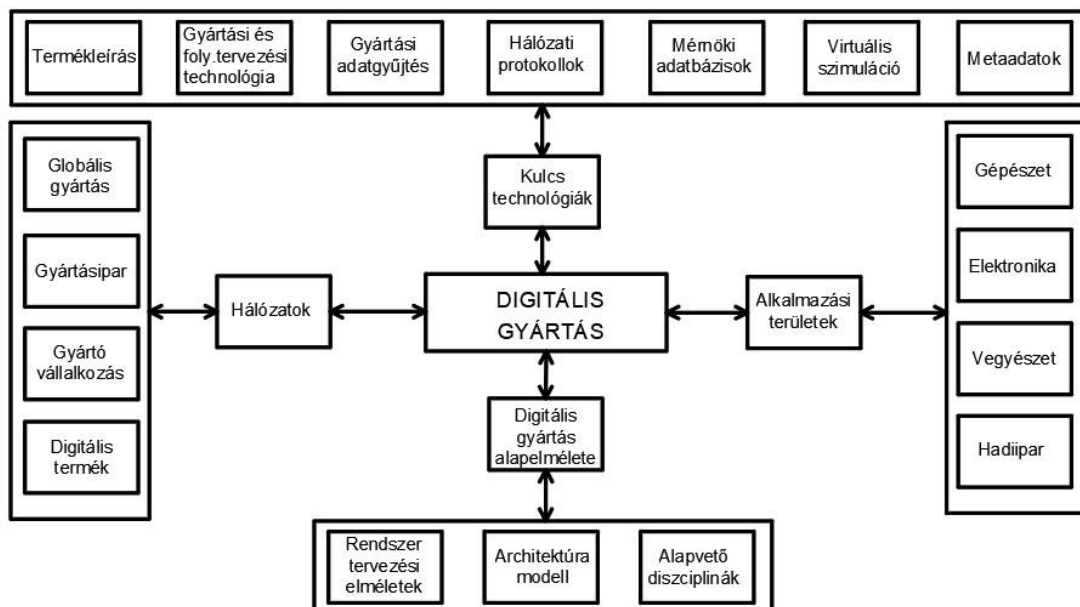 Termékleírás
Gyártási és
foly.tervezési
technológia
Gyártási
adatgyűjtés
Hálózati
protokollok
Mérnöki
adatbázisok
Virtuális
szimuláció
Metaadatok
Kulcs
technológiák
Globális
gyártás
Gyártásipar
Gyártó
vállalkozás
Digitális
termék
Hálózatok
DIGITÁLIS
GYÁRTÁS
Alkalmazási
területek
Gépészet
Elektronika
Vegyészet
Hadiipar
Digitális
gyártás
alapelmélete
Rendszer
tervezési
elméletek
Architektúra
modell
Alapvető
diszciplinák